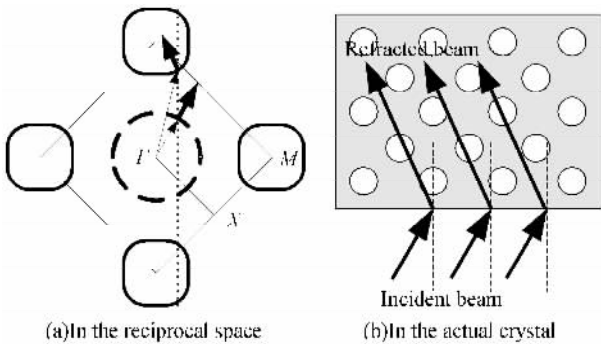 Γ
M
X
(a)In the reciprocal space
Refracted beam
Incident beam
(b)In the actual crystal